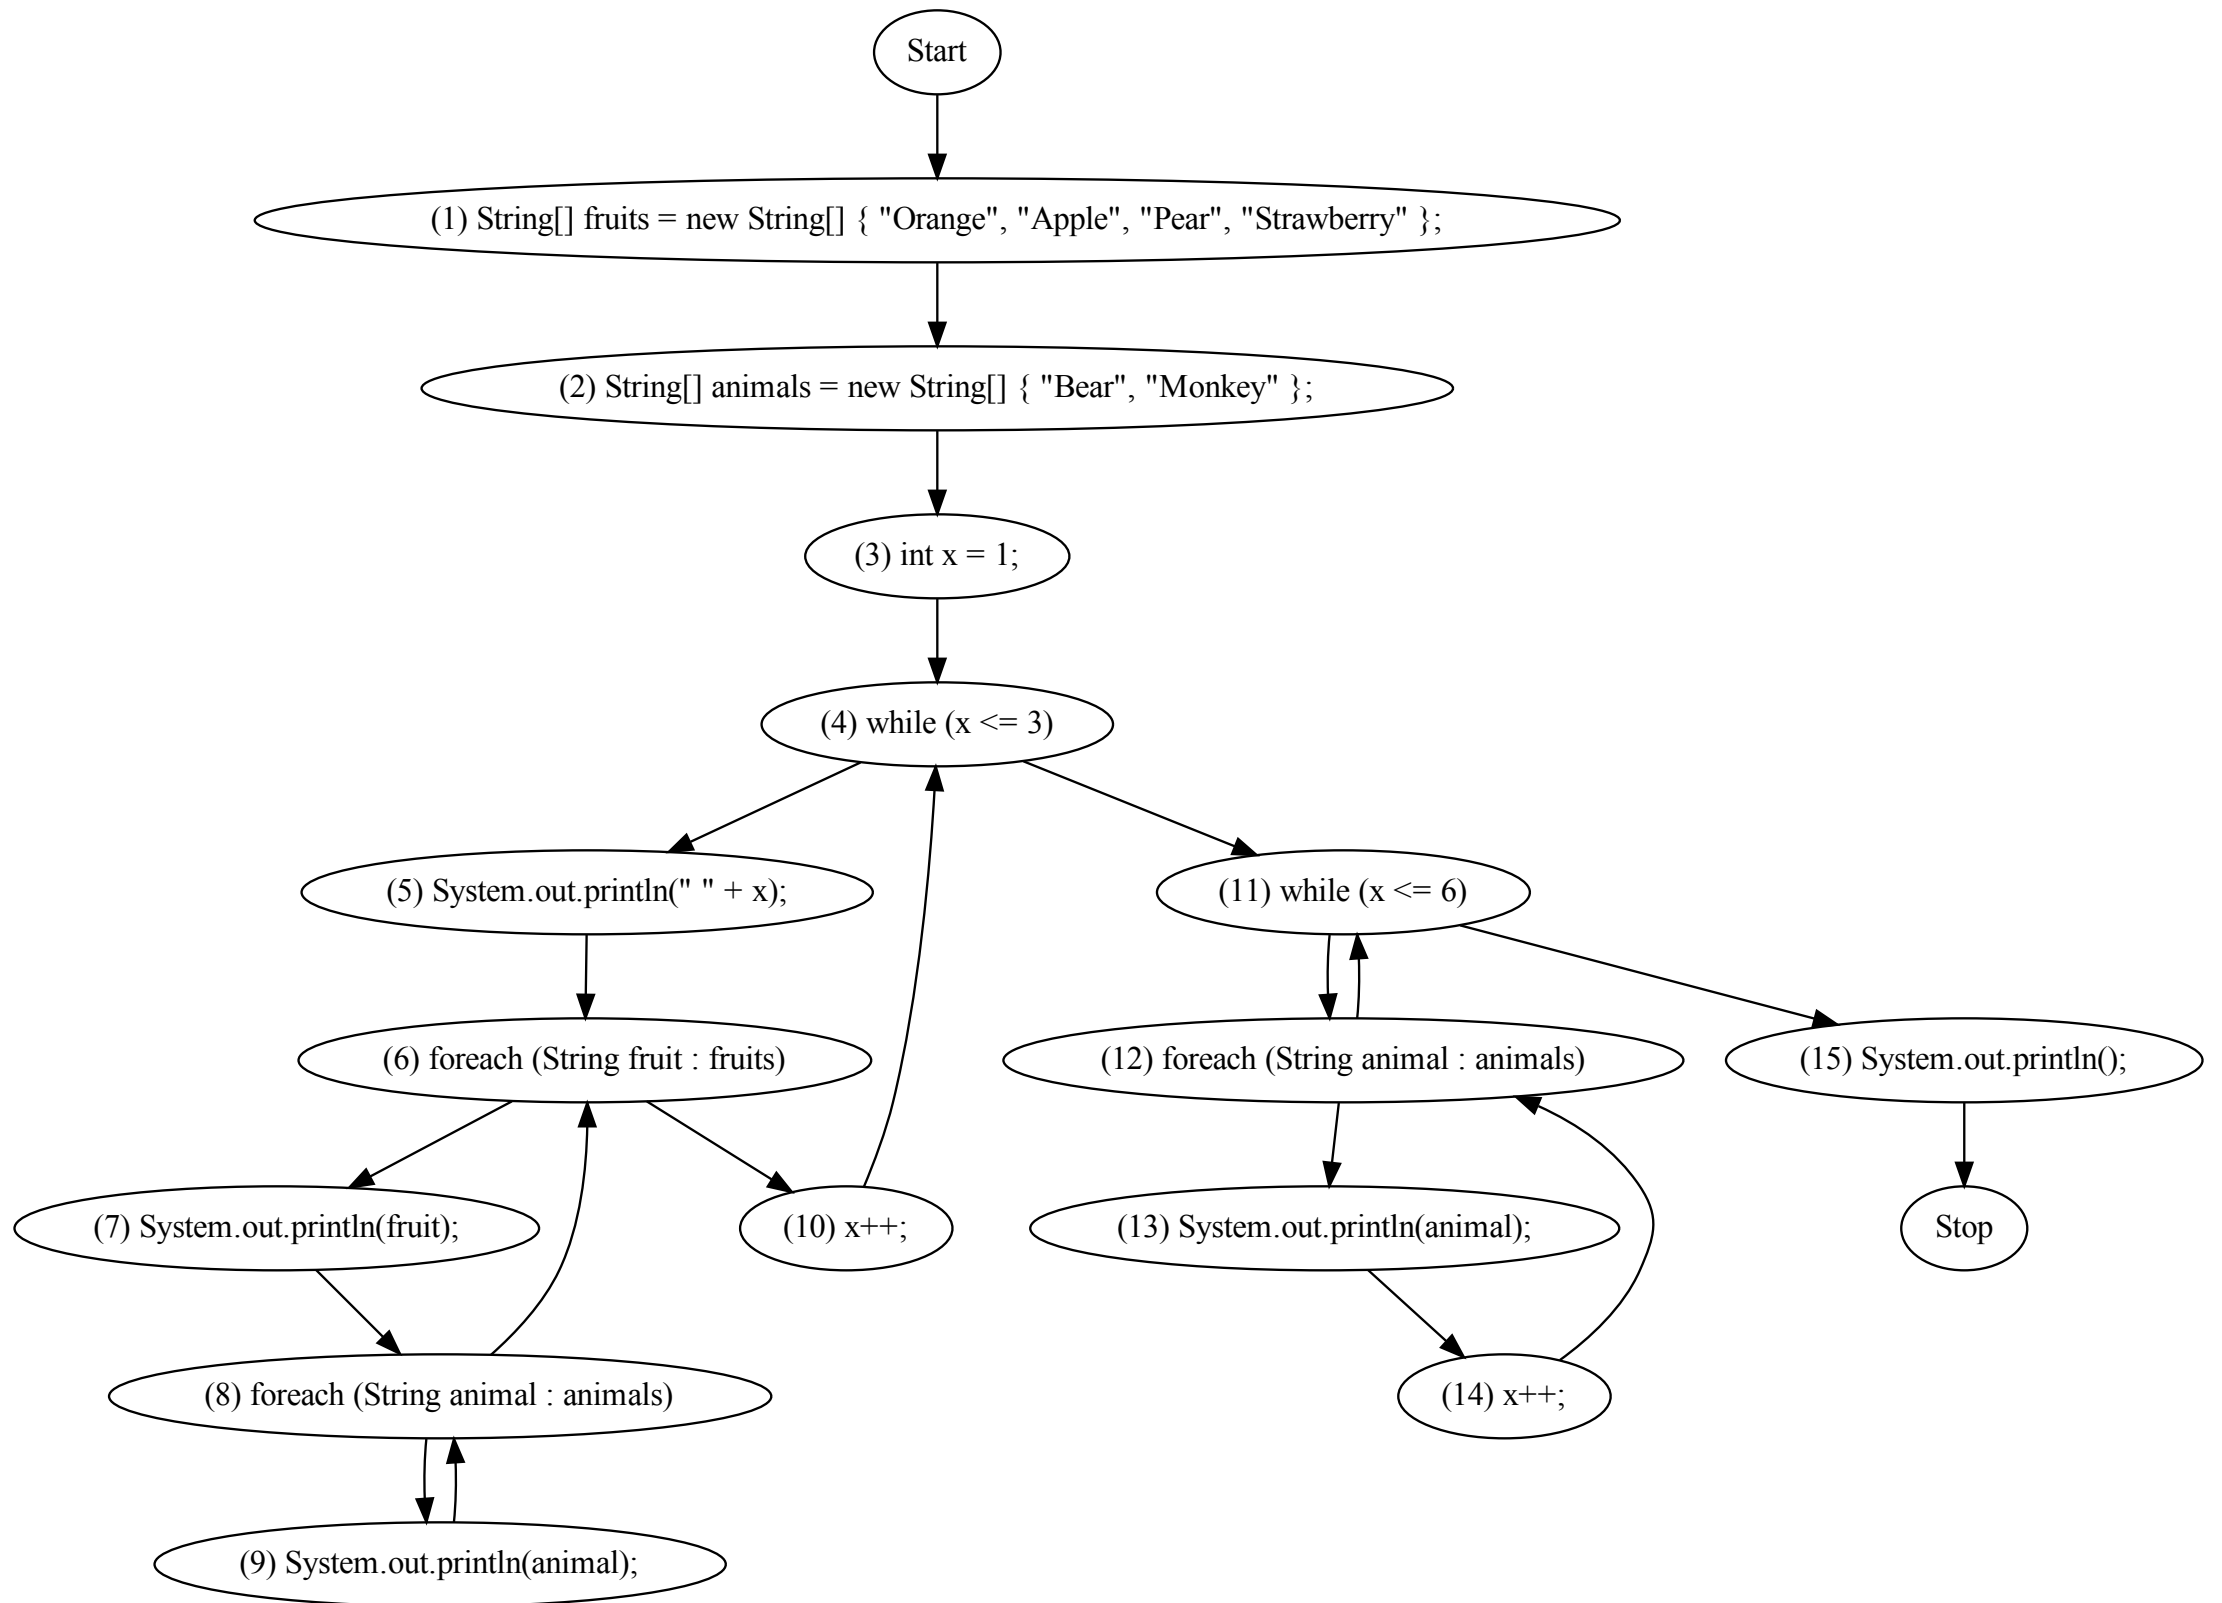 Start
(1) String[] fruits = new String[] { "Orange", "Apple", "Pear", "Strawberry" };
(2) String[] animals = new String[] { "Bear", "Monkey" };
(3) int x = 1;
(4) while (x <= 3)
(5) System.out.println(" " + x);
(11) while (x <= 6)
(6) foreach (String fruit : fruits)
(12) foreach (String animal : animals)
(15) System.out.println();
(7) System.out.println(fruit);
(10) x++;
(13) System.out.println(animal);
Stop
(8) foreach (String animal : animals)
(14) x++;
(9) System.out.println(animal);